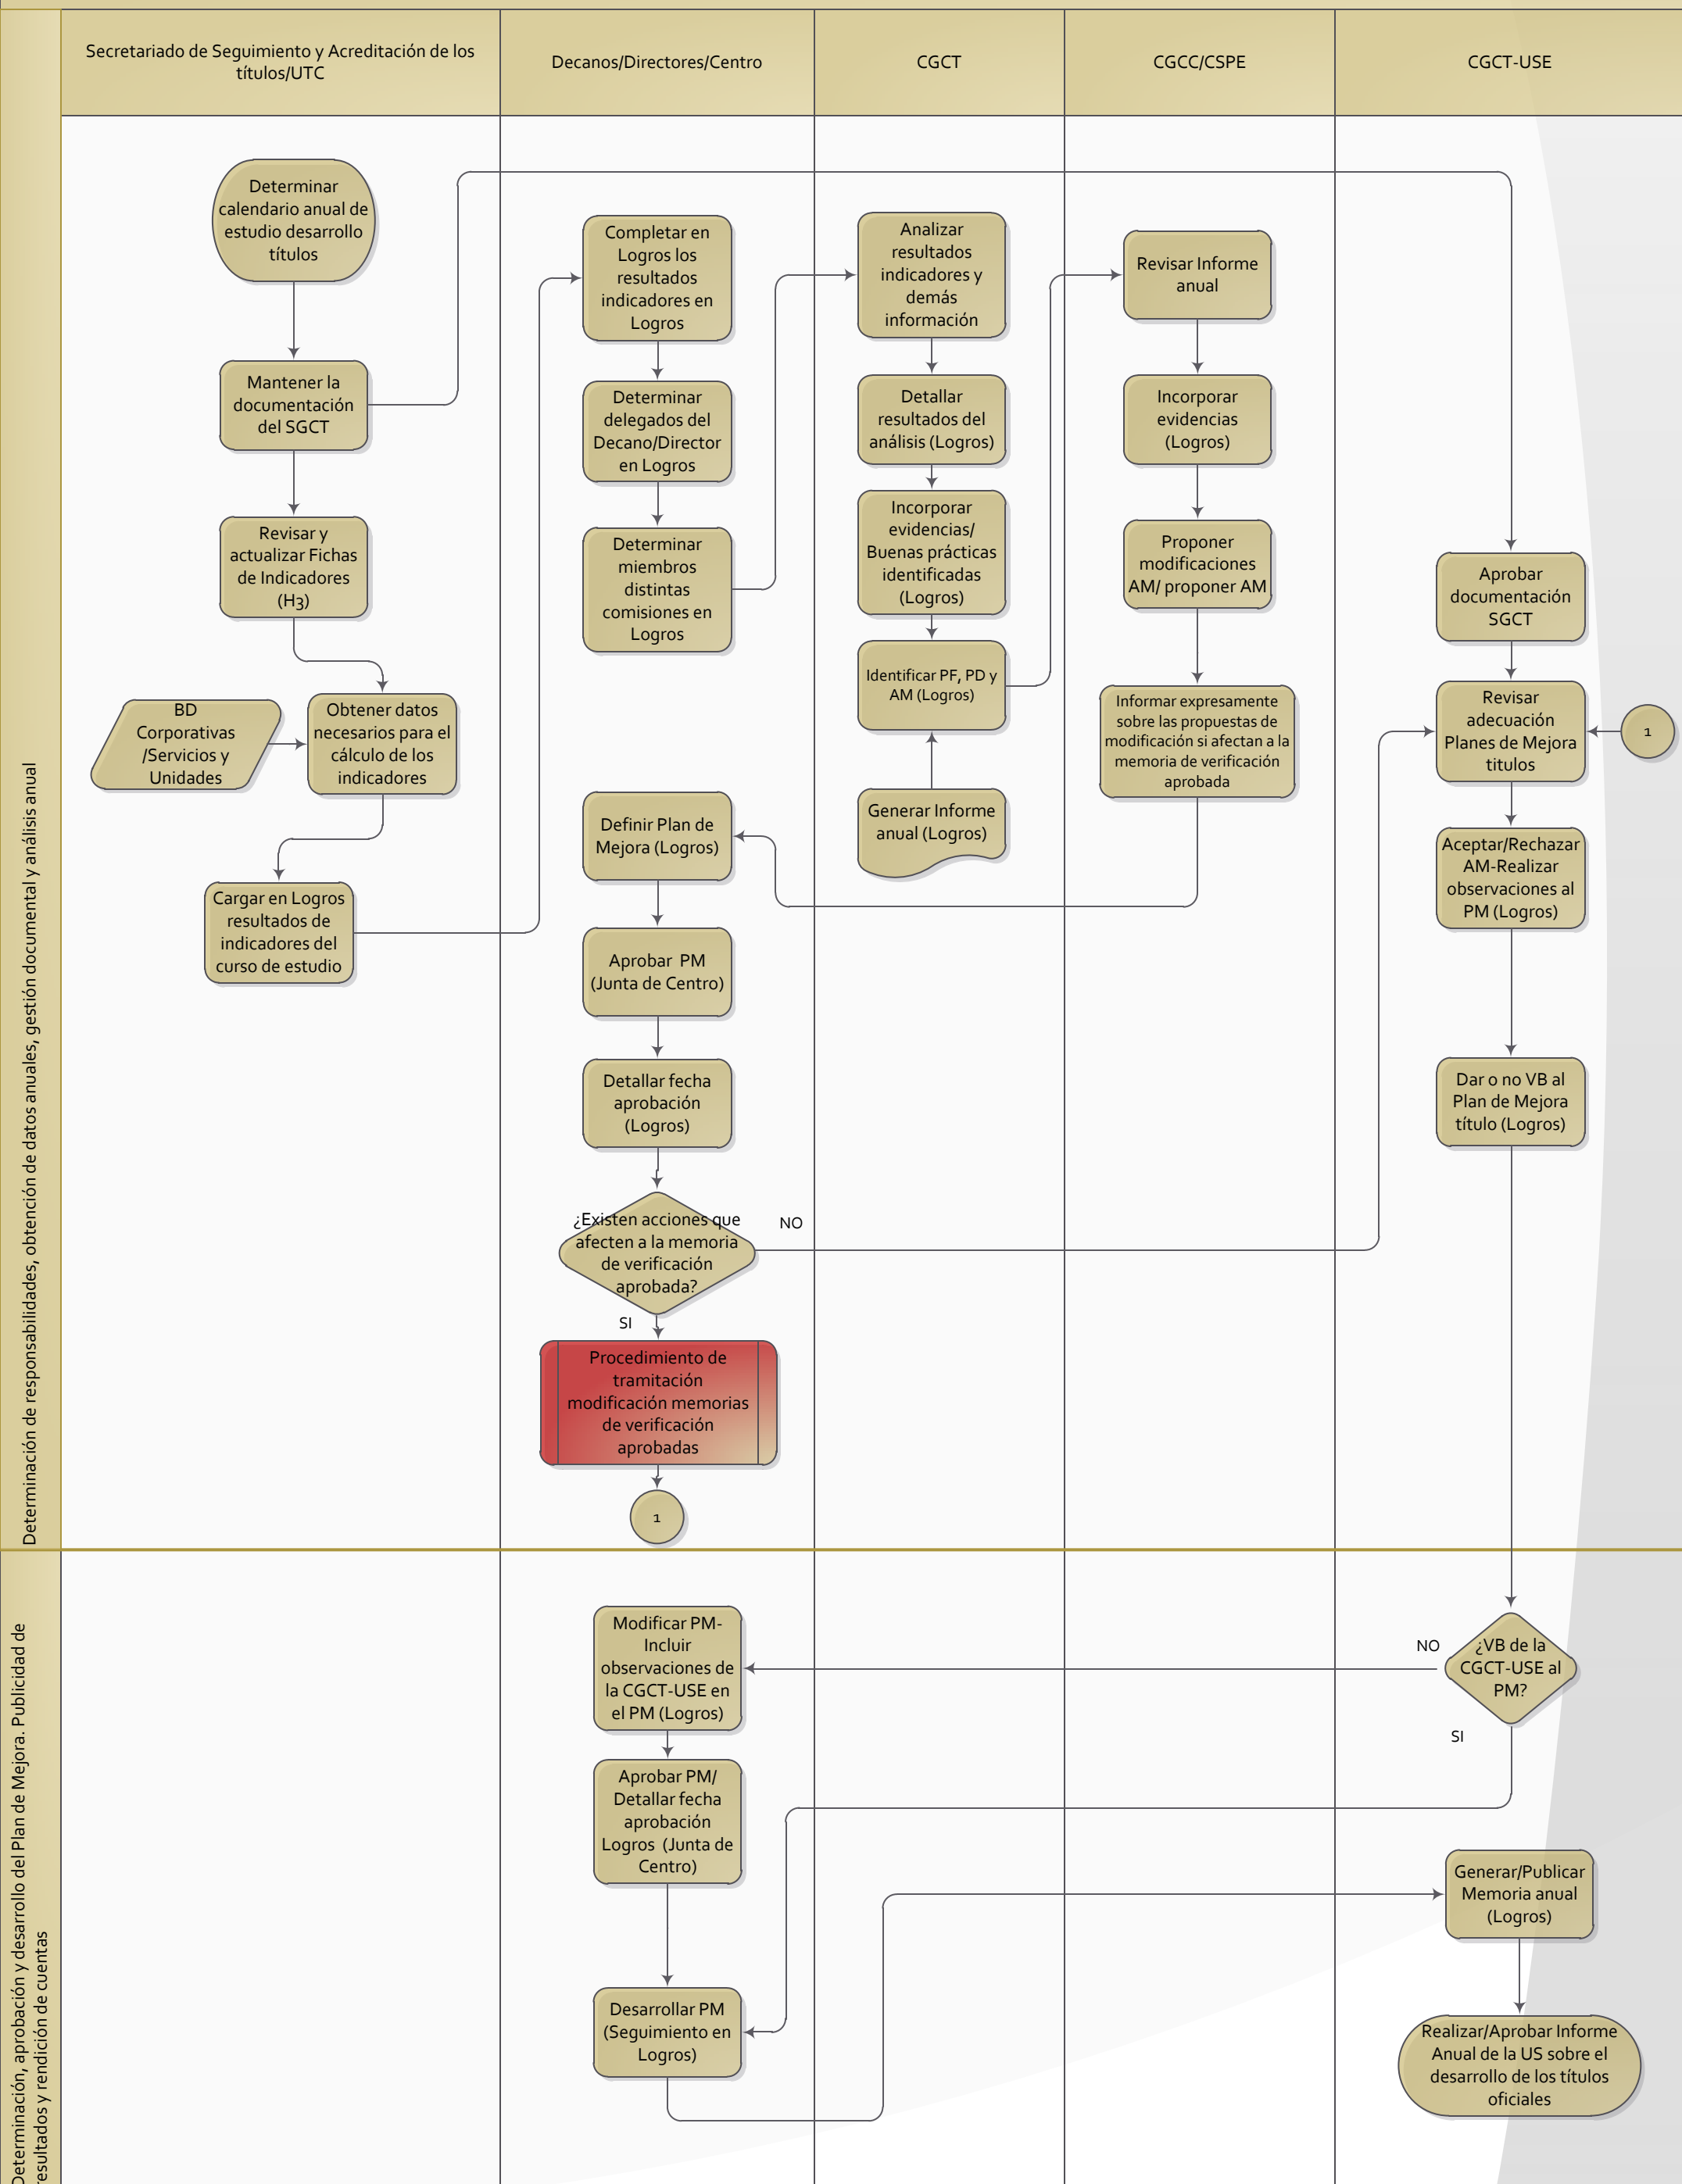 Secretariado de Seguimiento y Acreditación de los
títulos/UTC
Decanos/Directores/Centro
CGCT
CGCC/CSPE
CGCT-USE
Determinación de responsabilidades, obtención de datos anuales, gestión documental y análisis anual
Determinar
calendario anual de
estudio desarrollo
títulos
Mantener la
documentación
del SGCT
Revisar y
actualizar Fichas
de Indicadores
(H3)
BD
Corporativas
/Servicios y
Unidades
Obtener datos
necesarios para el
cálculo de los
indicadores
Cargar en Logros
resultados de
indicadores del
curso de estudio
Completar en
Logros los
resultados
indicadores en
Logros
Determinar
delegados del
Decano/Director
en Logros
Determinar
miembros
distintas
comisiones en
Logros
Analizar
resultados
indicadores y
demás
información
Detallar
resultados del
análisis (Logros)
Incorporar
evidencias/
Buenas prácticas
identificadas
(Logros)
Identificar PF, PD y
AM (Logros)
Generar Informe
anual (Logros)
Revisar Informe
anual
Incorporar
evidencias
(Logros)
Proponer
modificaciones
AM/ proponer AM
Informar expresamente
sobre las propuestas de
modificación si afectan a la
memoria de verificación
aprobada
Definir Plan de
Mejora (Logros)
Aprobar PM
(Junta de Centro)
Detallar fecha
aprobación
(Logros)
¿Existen acciones que
afecten a la memoria
de verificación
aprobada?
NO
SI
Procedimiento de
tramitación
modificación memorias
de verificación
aprobadas
1
Aprobar
documentación
SGCT
Revisar
adecuación
Planes de Mejora
titulos
1
Aceptar/Rechazar
AM-Realizar
observaciones al
PM (Logros)
Dar o no VB al
Plan de Mejora
título (Logros)
Determinación, aprobación y desarrollo del Plan de Mejora. Publicidad de
resultados y rendición de cuentas
¿VB de la
CGCT-USE al
PM?
NO
SI
Modificar PM-
Incluir
observaciones de
la CGCT-USE en
el PM (Logros)
Aprobar PM/
Detallar fecha
aprobación
Logros (Junta de
Centro)
Desarrollar PM
(Seguimiento en
Logros)
Generar/Publicar
Memoria anual
(Logros)
Realizar/Aprobar Informe
Anual de la US sobre el
desarrollo de los títulos
oficiales